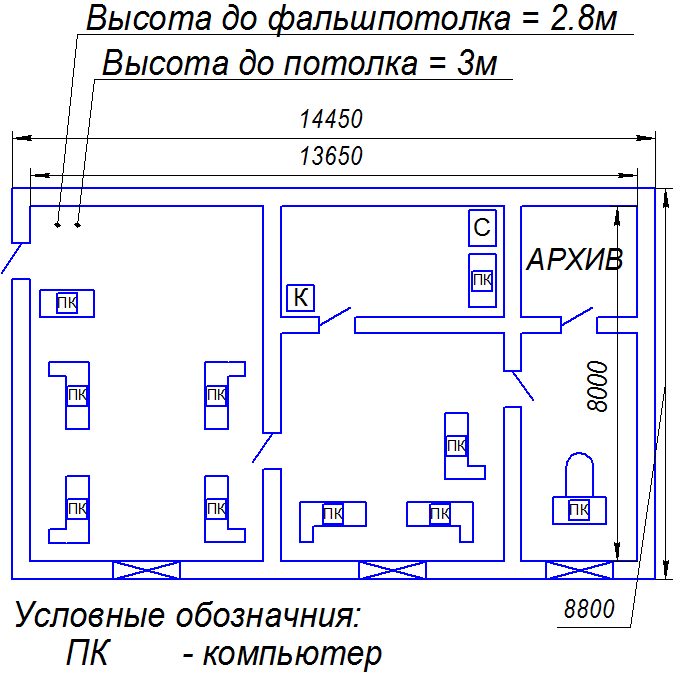 Высота до фальшпотолка = 2.8м
Высота до потолка = 3м
14450
13650
С
АРХИВ
ПК
К
ПК
ПК
ПК
8000
ПК
ПК
ПК
ПК
ПК
ПК
ПК
8800
Условные обозначния:
ПК - компьютер